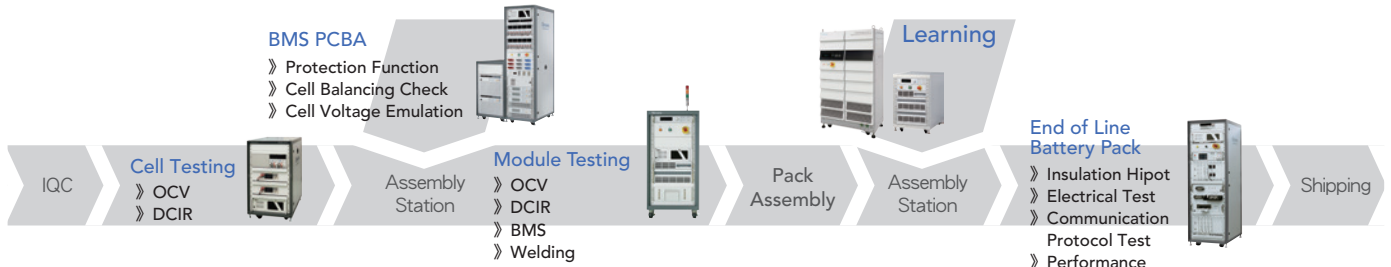 BMS PCBA
》Protection Function
》Cell Balancing Check
》Cell Voltage Emulation
Learning
IQC
Cell Testing
》OCV
》DCIR
Assembly
Station
Module Testing
》OCV
》DCIR
》BMS
》Welding
Pack
Assembly
Assembly
Station
End of Line
Battery Pack
》Insulation Hipot
》Electrical Test
》Communication
Protocol Test
》Performance
Shipping